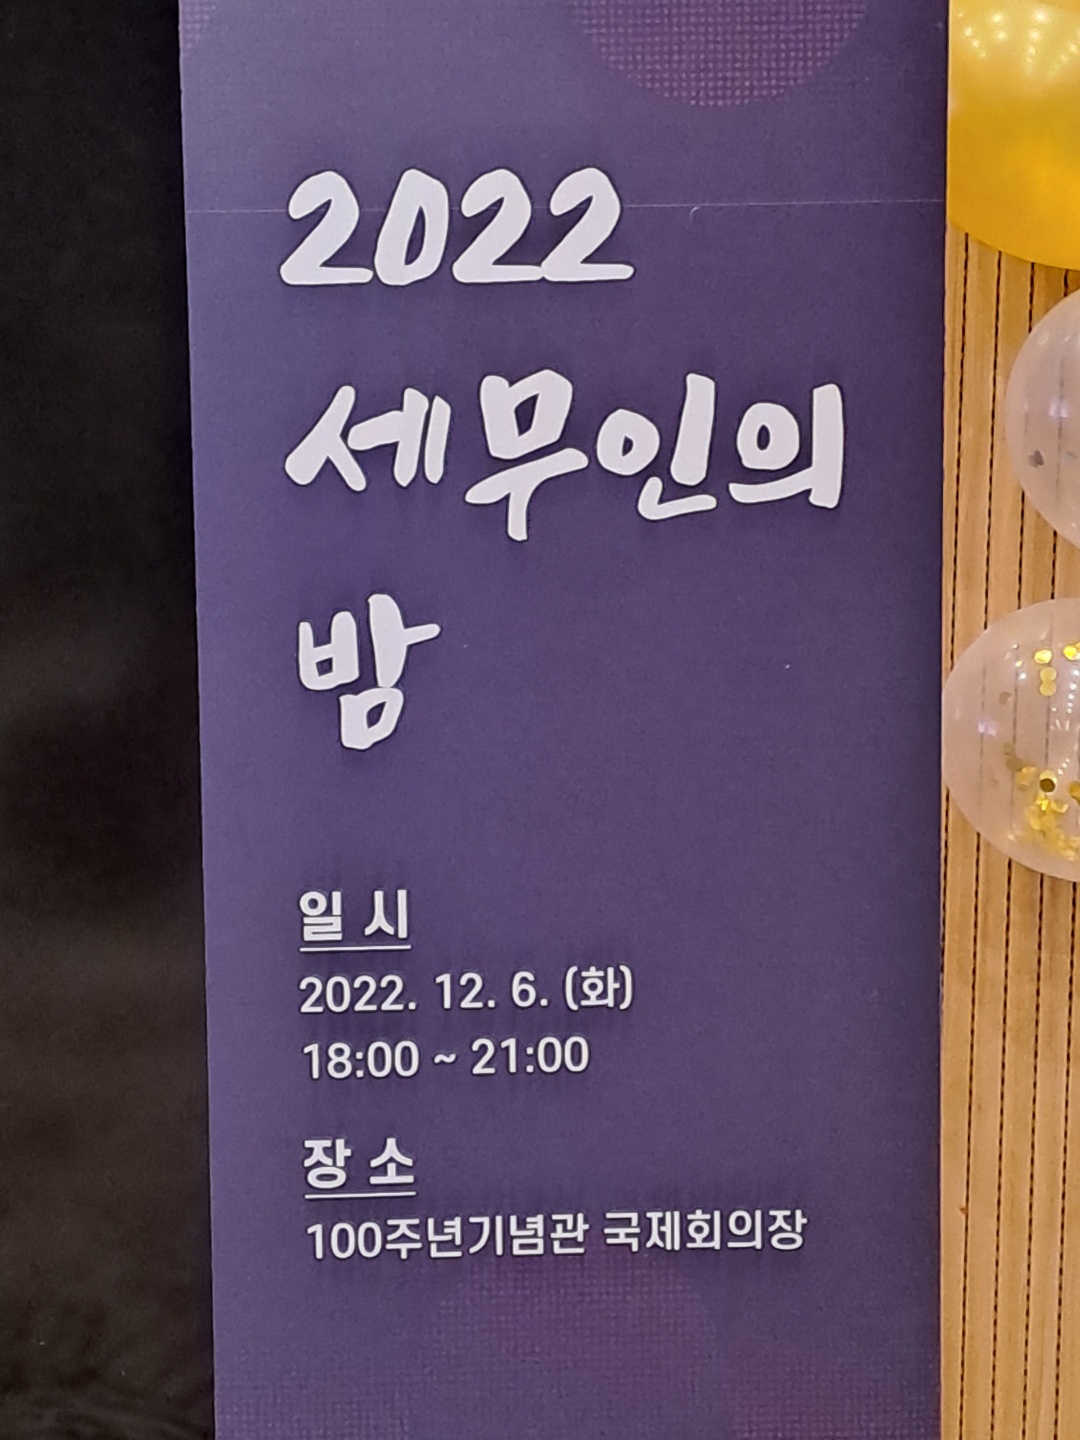 2022
세무인의
밤
일 시
2022. 12. 6. (화)
18:00 ~ 21:00
장 소
100주년기념관 국제회의장